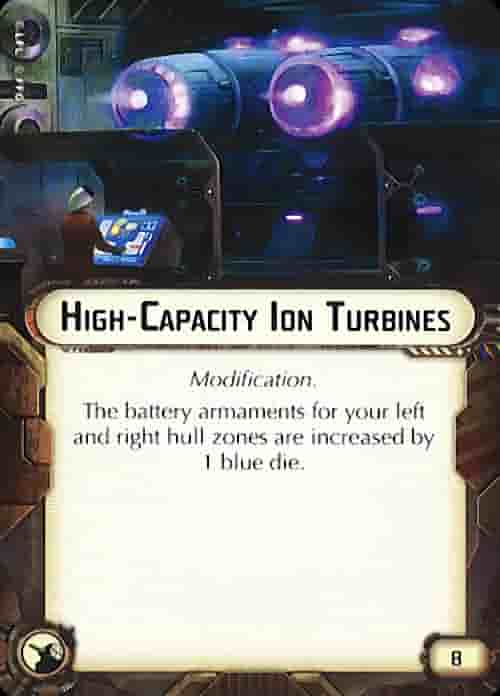 HIGH-CAPACITY ION TURBINES
Modification.
The battery armaments for your left
and right hull zones are increased by
1 blue die.
8